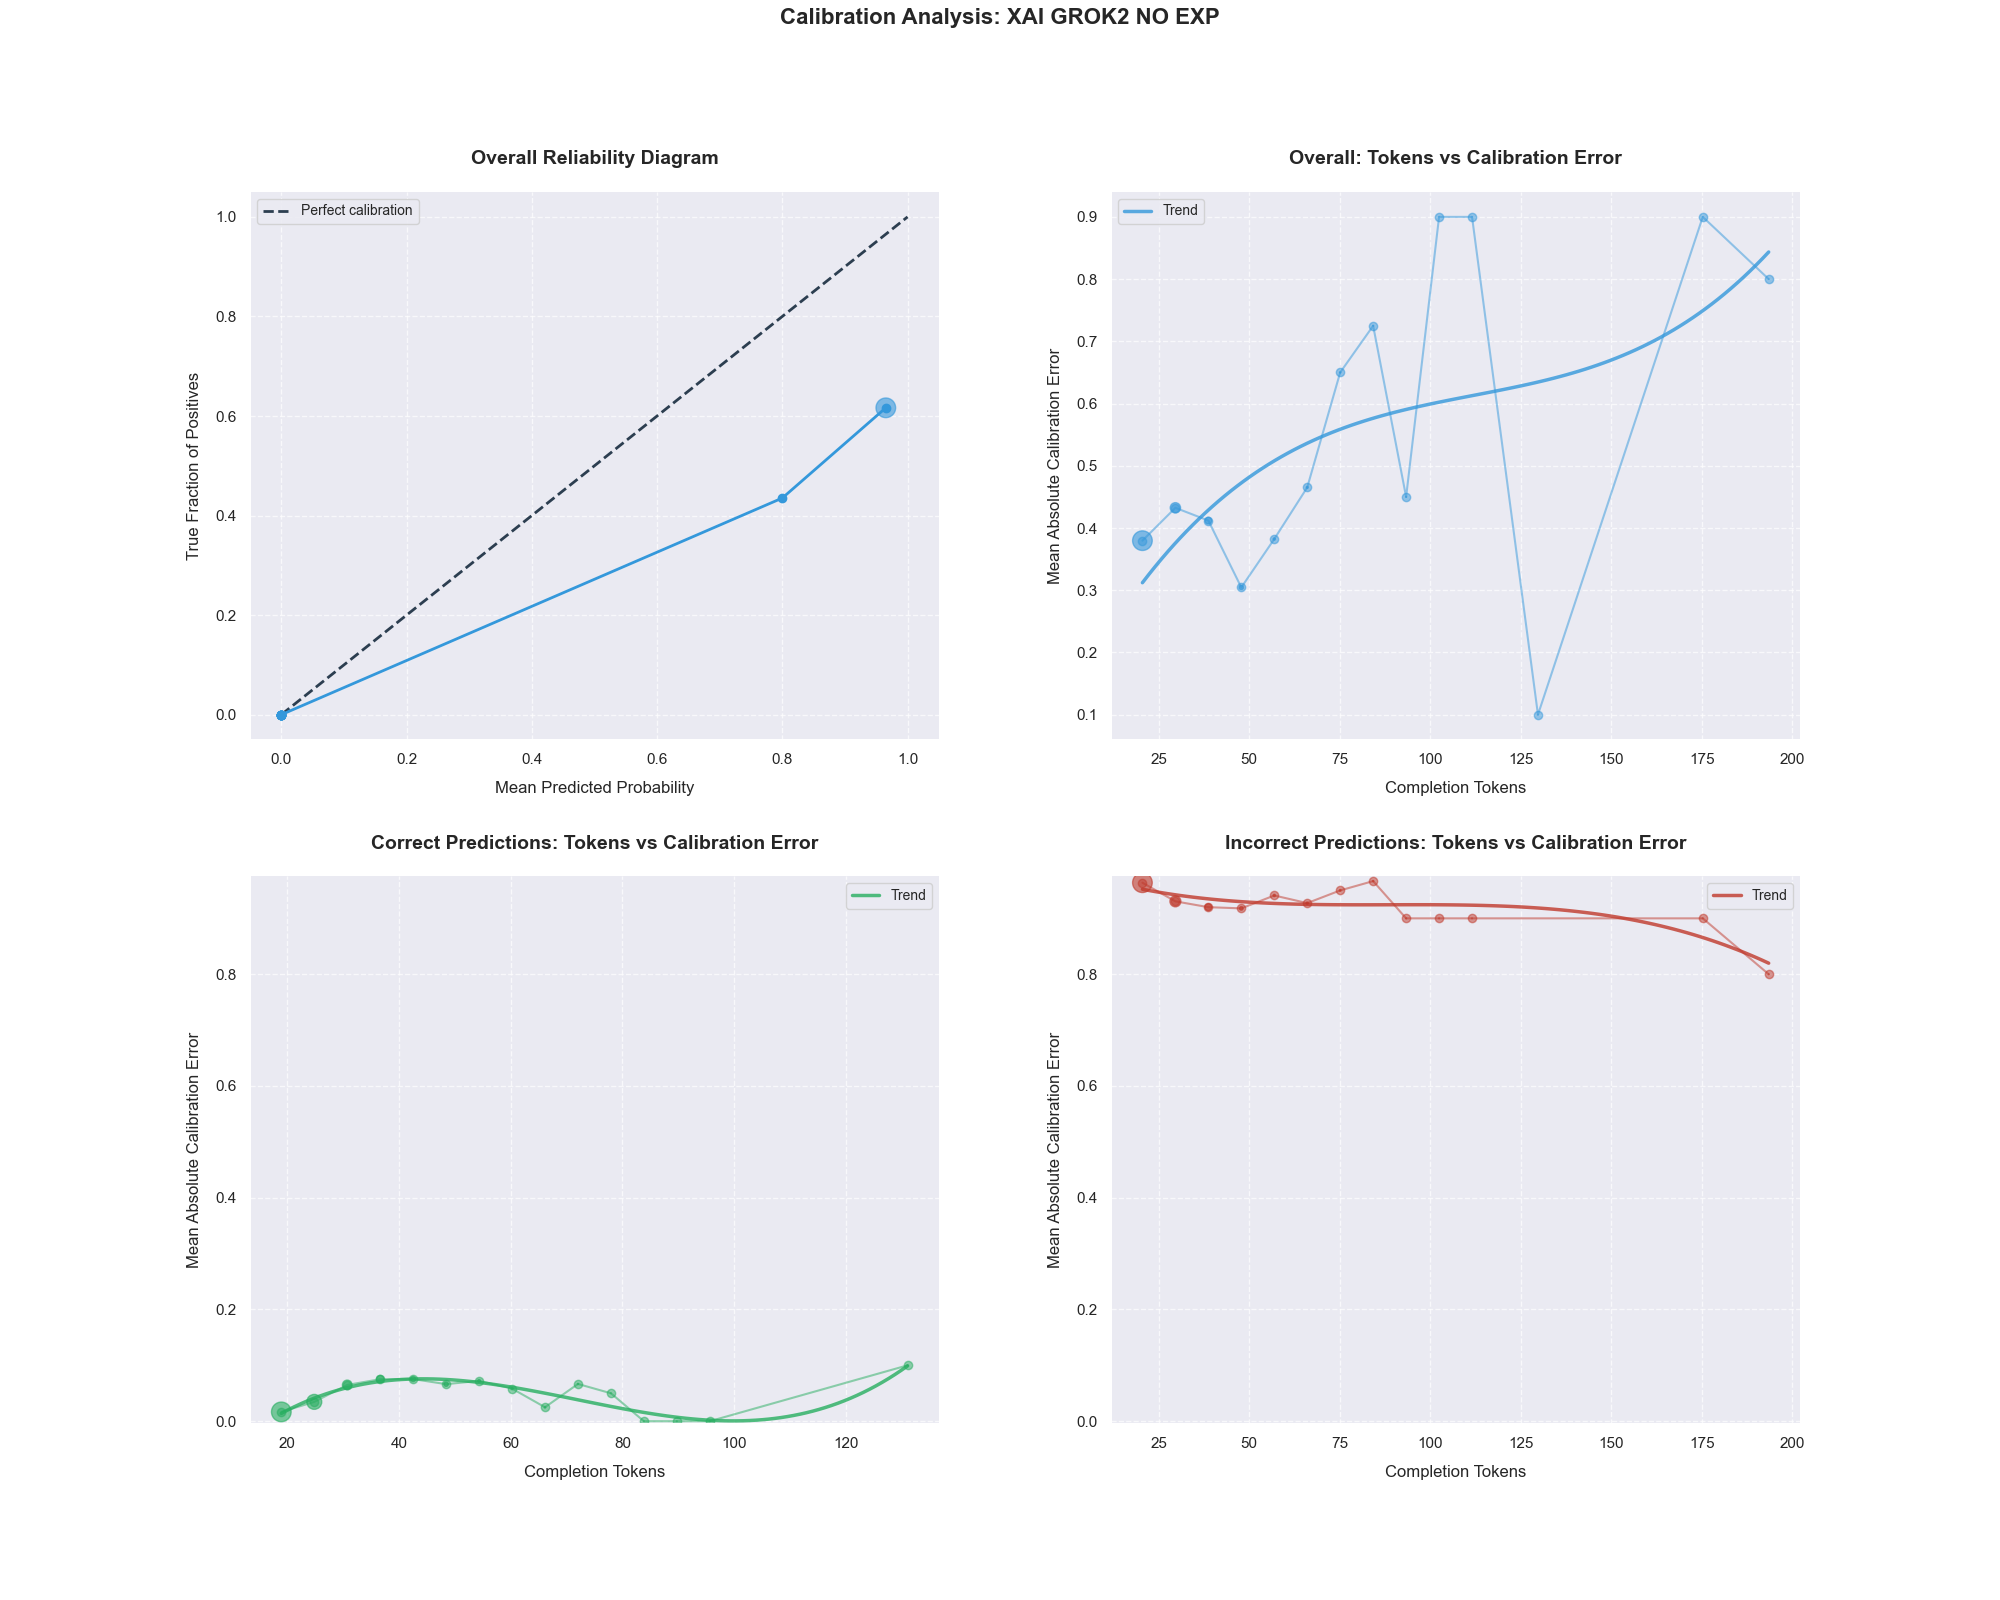 Calibration Analysis: XAI GROK2 NO EXP
Overall Reliability Diagram
Perfect calibration
True Fraction of Positives
1.0
0.8
0.6
0.4
0.2
0.0
0.0 0.2 0.4 0.6 0.8 1.0
Mean Predicted Probability
Overall: Tokens vs Calibration Error
Trend
Mean Absolute Calibration Error
0.9
0.8
0.7
0.6
0.5
0.4
0.3
0.2
0.1
25 50 75 100 125 150 175 200
Completion Tokens
Correct Predictions: Tokens vs Calibration Error
Trend
Mean Absolute Calibration Error
0.8
0.6
0.4
0.2
0.0
20 40 60 80 100 120
Completion Tokens
Incorrect Predictions: Tokens vs Calibration Error
Trend
Mean Absolute Calibration Error
0.8
0.6
0.4
0.2
0.0
25 50 75 100 125 150 175 200
Completion Tokens